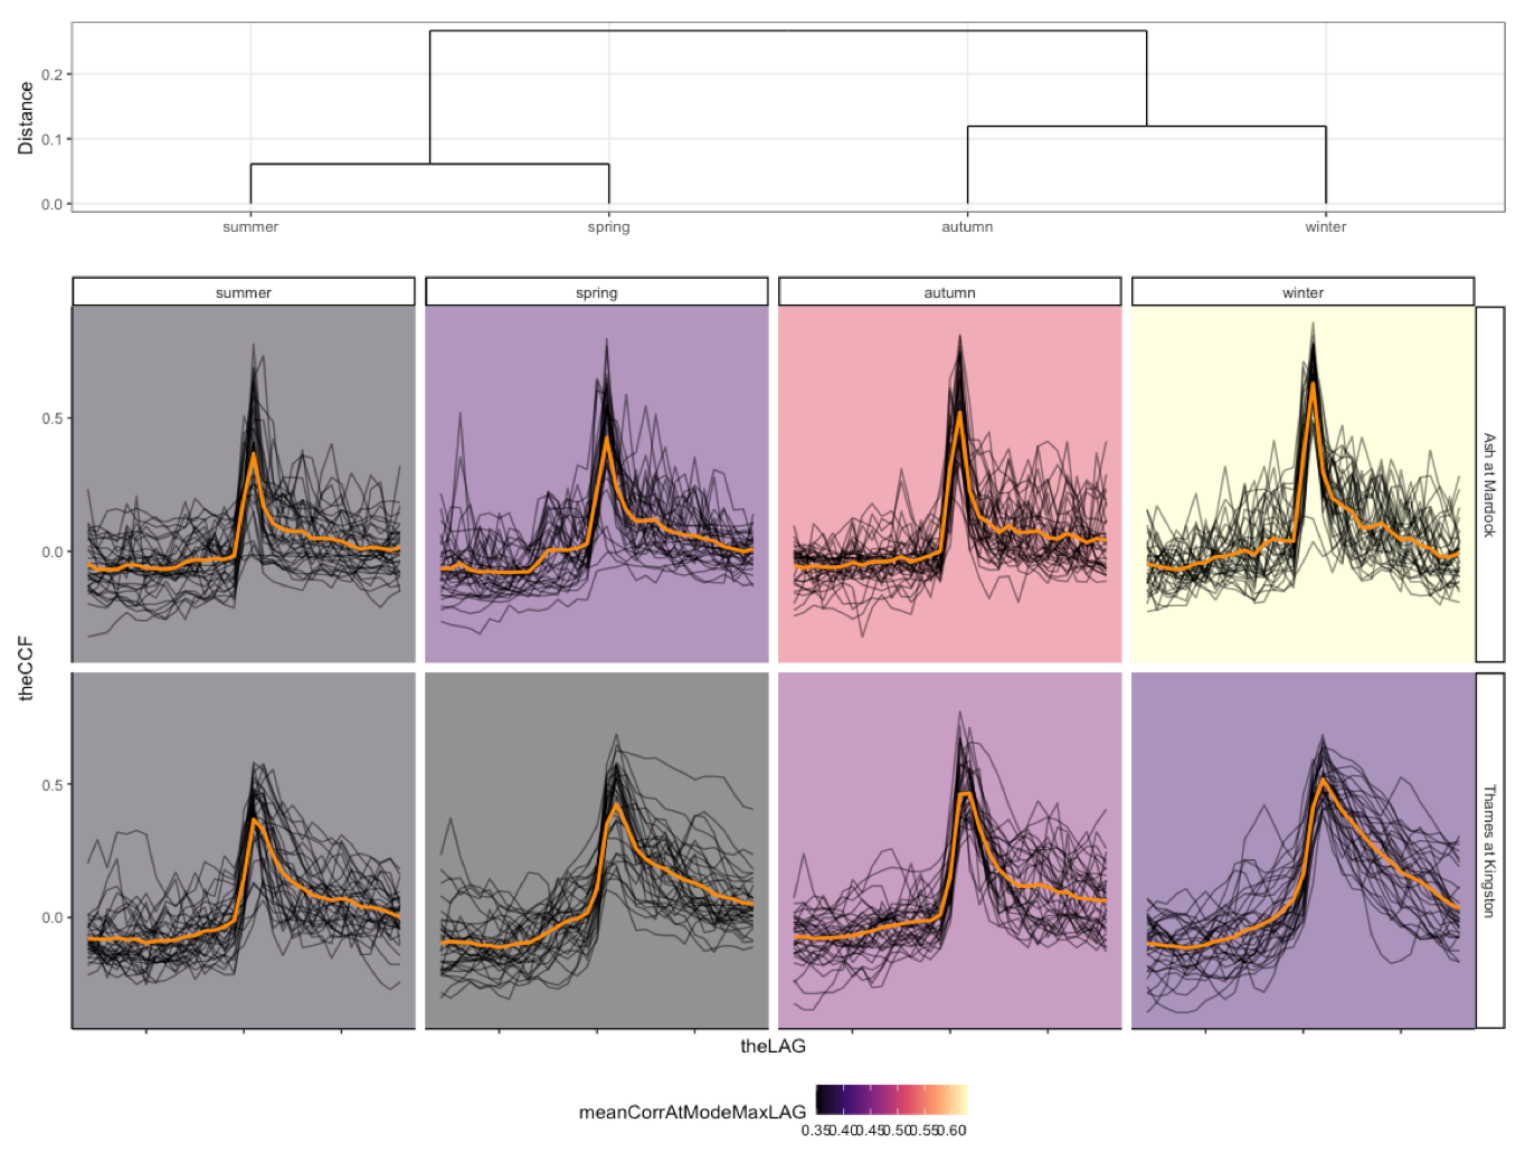 Distance
0.2
0.1
0.0
summer spring autumn winter
summer spring autumn winter
theCCF
0.5
0.0
Ash at Mardock
0.5
0.0
Thames at Kingston
theLAG
meanCorrAtModeMaxLAG
0.35 0.40 0.45 0.50 0.55 0.60